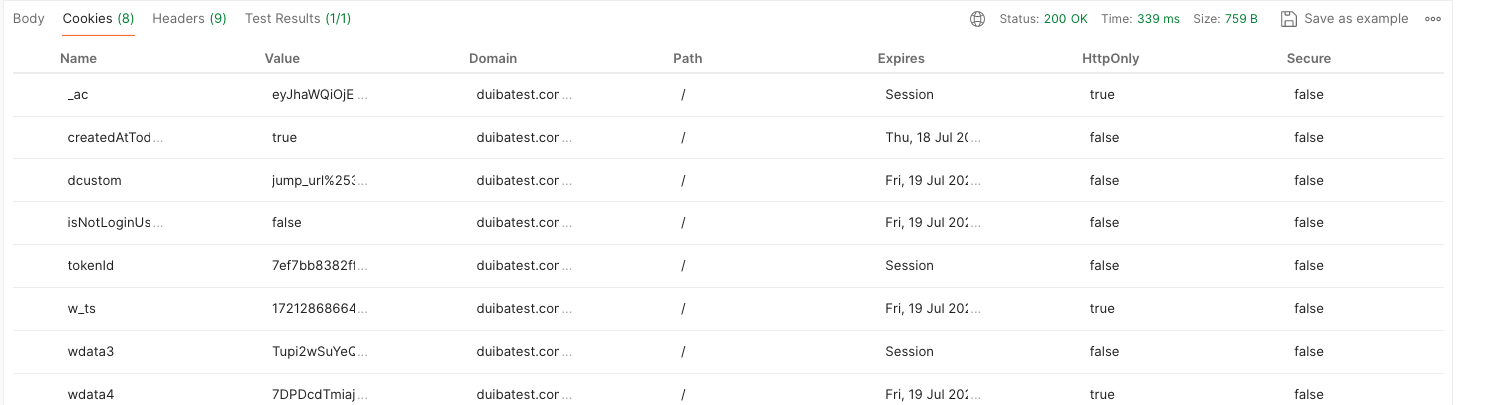 Body Cookies (8) Headers (9) Test Results (1/1) Status: 200 OK Time: 339 ms Size: 759 B Save as example
Name Value Domain Path Expires HttpOnly Secure
_ac eyJhaWQiOjE... duibatest.cor... / Session true false
createdAtTod... true duibatest.cor... / Thu, 18 Jul 20... false false
dcustom jump_url%253... duibatest.cor... / Fri, 19 Jul 202... false false
isNotLoginUs... false duibatest.cor... / Fri, 19 Jul 202... false false
tokenId 7ef7bb8382ff... duibatest.cor... / Session false false
w_ts 17212868664... duibatest.cor... / Fri, 19 Jul 202... true false
wdata3 Tupi2wSuYeQ... duibatest.cor... / Session false false
wdata4 7DPDcdTmiaj... duibatest.cor... / Fri, 19 Jul 202... true false